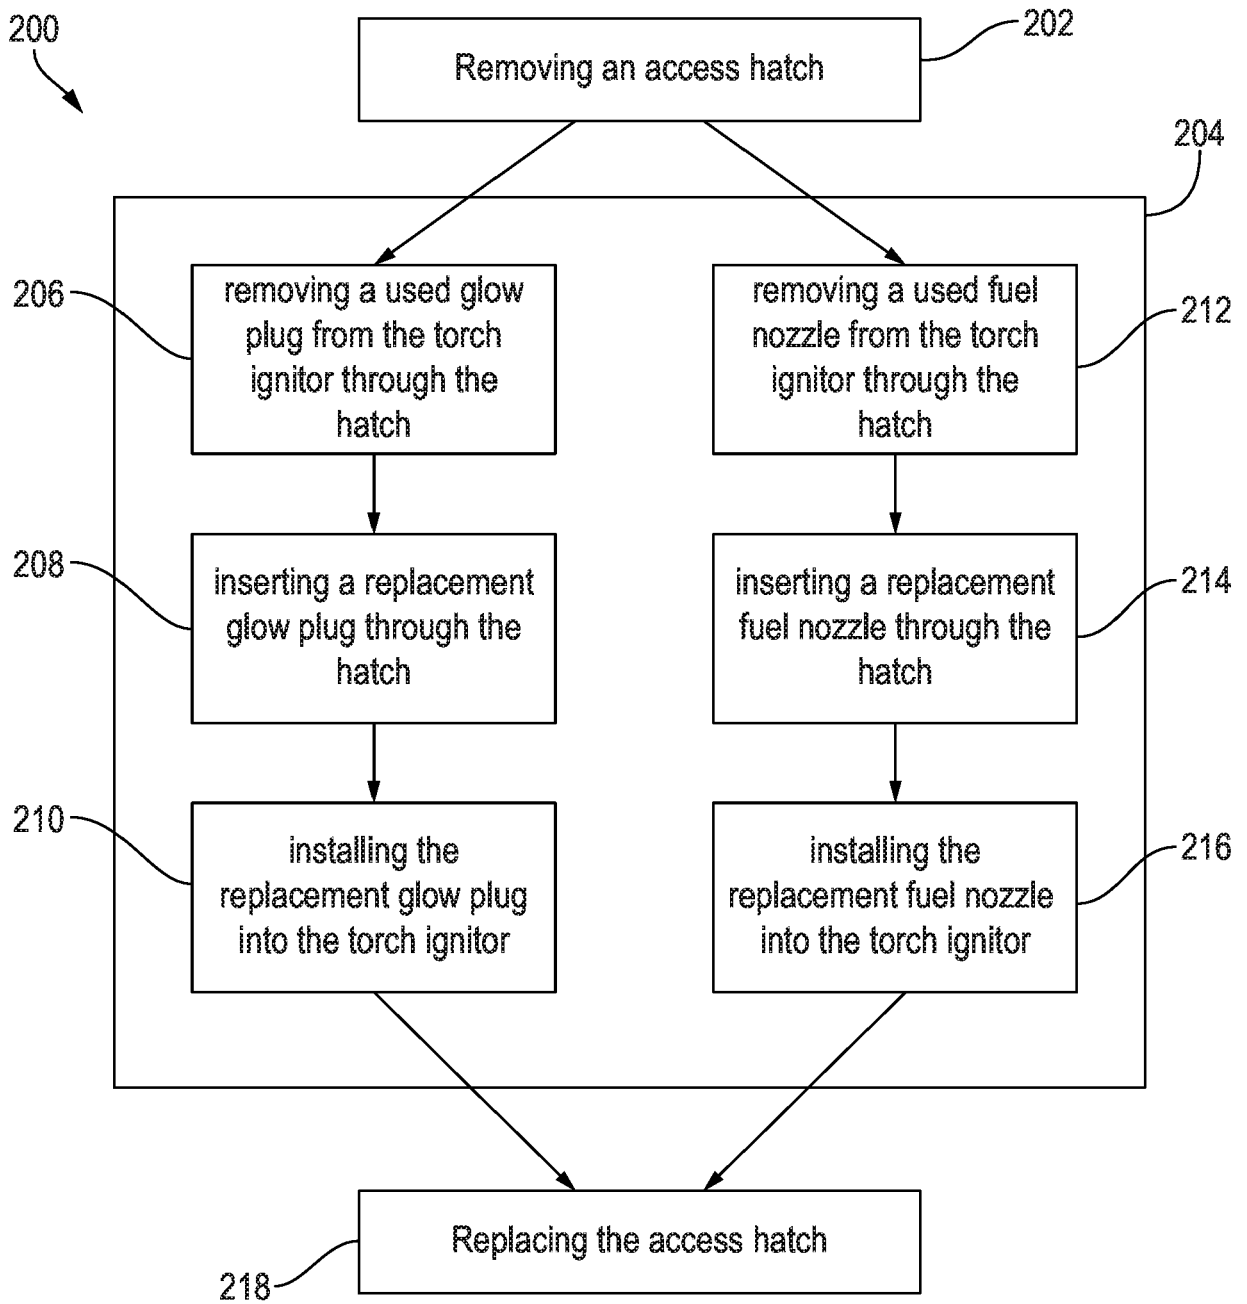 200
202
Removing an access hatch
204
206
removing a used glow
plug from the torch
ignitor through the
hatch
removing a used fuel
nozzle from the torch
ignitor through the
hatch
212
208
inserting a replacement
glow plug through the
hatch
inserting a replacement
fuel nozzle through the
hatch
214
210
installing the
replacement glow plug
into the torch ignitor
installing the
replacement fuel nozzle
into the torch ignitor
216
Replacing the access hatch
218